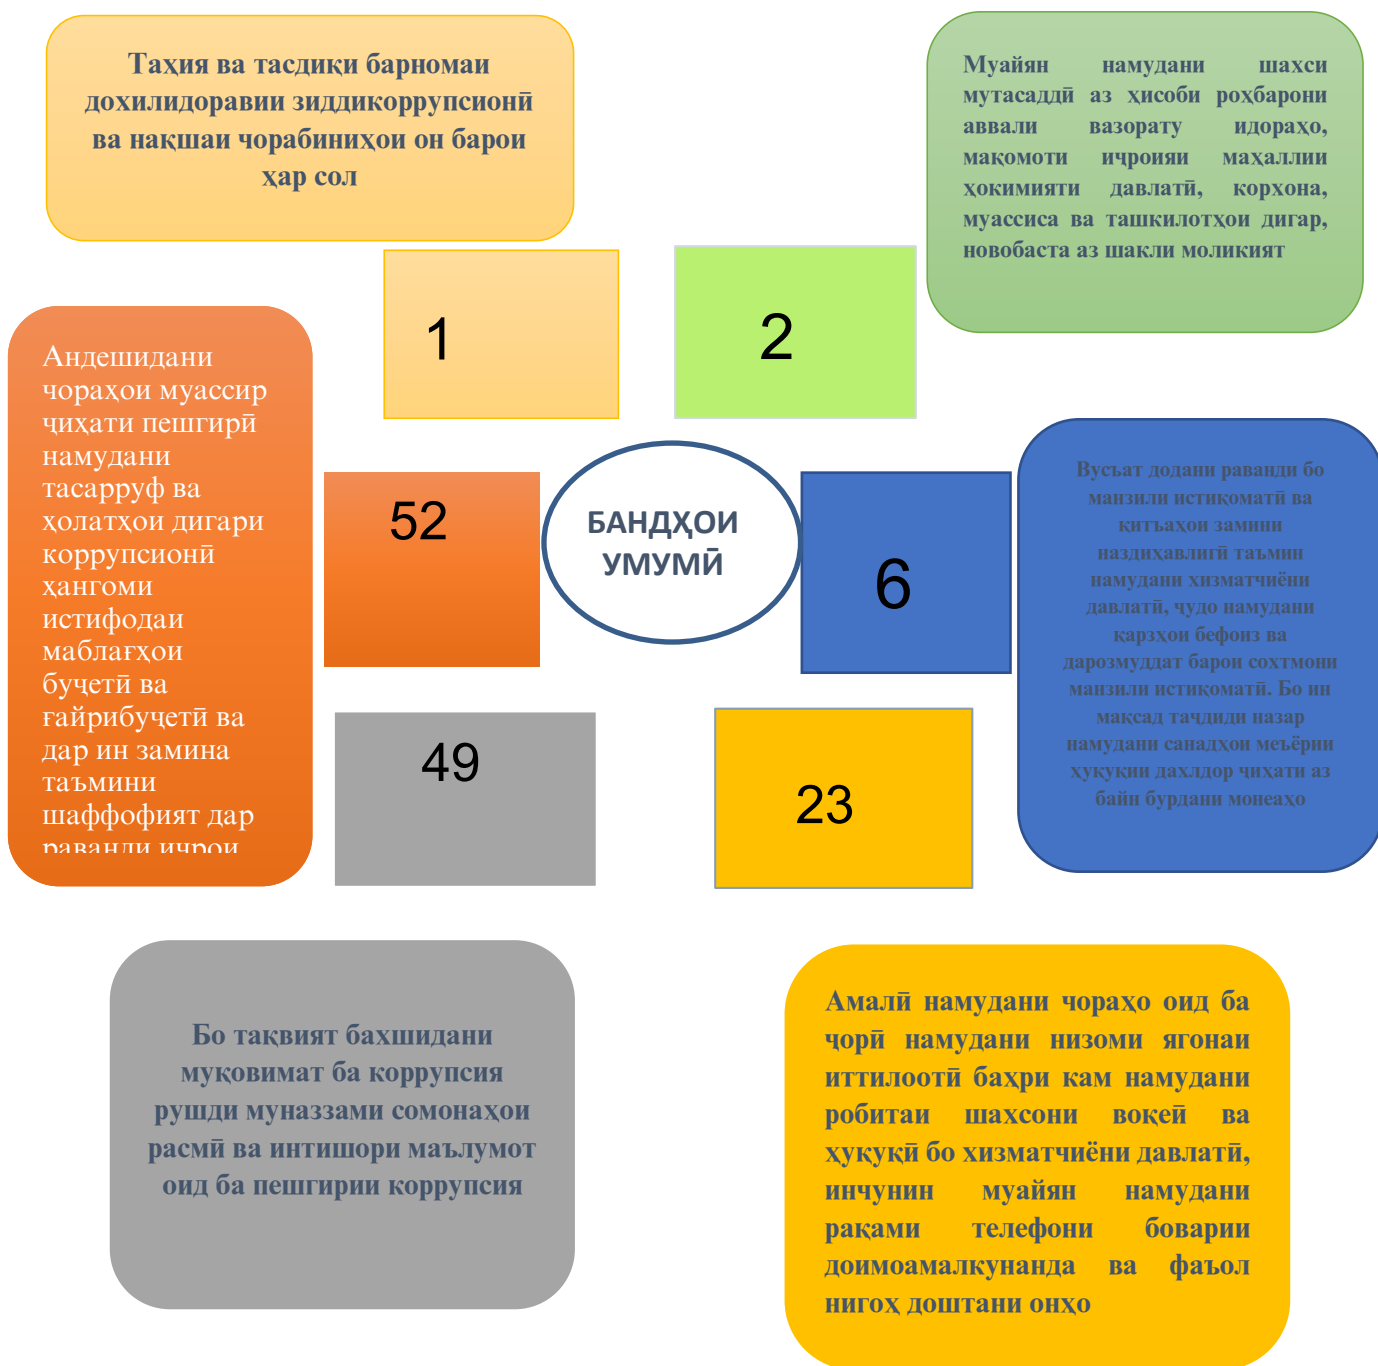 Таҳия ва тасдиқи барномаи
дохилидоравии зиддикоррупсионӣ
ва нақшаи чорабиниҳои он барои
ҳар сол
Муайян намудани шахси
мутасаддӣ аз ҳисоби роҳбарони
аввали вазорату идораҳо,
мақомоти иҷроияи маҳаллии
ҳокимияти давлатӣ, корхона,
муассиса ва ташкилотҳои дигар,
новобаста аз шакли моликият
1
2
Андешидани
чораҳои муассир
ҷиҳати пешгирӣ
намудани
тасарруф ва
ҳолатҳои дигари
коррупсионӣ
ҳангоми
истифодаи
маблағҳои
буҷетӣ ва
ғайрибуҷетӣ ва
дар ин замина
таъмини
шаффофият дар
раванди иҷрои
52
БАНДҲОИ
УМУМӢ
6
Вусъат додани раванди бо
манзили истиқоматӣ ва
қитъаҳои замини
наздиҳавлигӣ таъмин
намудани хизматчиёни
давлатӣ, ҷудо намудани
қарзҳои бефоиз ва
дарозмуддат барои сохтмони
манзили истиқоматӣ. Бо ин
мақсад таҷдиди назар
намудани санадҳои меъёрии
ҳуқуқии дахлдор ҷиҳати аз
байн бурдани монеаҳо
49
23
Бо тақвият бахшидани
муқовимат ба коррупсия
рушди муназзами сомонаҳои
расмӣ ва интишори маълумот
оид ба пешгирии коррупсия
Амалӣ намудани чораҳо оид ба
ҷорӣ намудани низоми ягонаи
иттилоотӣ баҳри кам намудани
робитаи шахсони воқеӣ ва
ҳуқуқӣ бо хизматчиёни давлатӣ,
инчунин муайян намудани
рақами телефони боварии
доимоамалкунанда ва фаъол
нигоҳ доштани онҳо